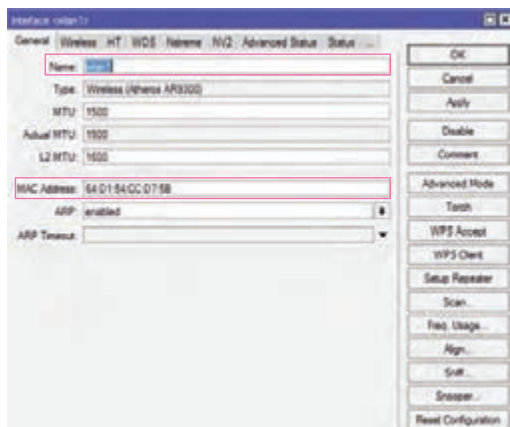 Interface <wlan1>
General Wireless HT WDS Nstreme NV2 Advanced Status Status ...
Name: wlan1
Type: Wireless (Atheros AR9300)
MTU: 1500
Actual MTU: 1500
L2 MTU: 1600
MAC Address: 64:D1:54:CC:D7:5B
ARP: enabled
ARP Timeout:
OK
Cancel
Apply
Disable
Comment
Advanced Mode
Torch
WPS Accept
WPS Client
Setup Repeater
Scan...
Freq. Usage...
Align...
Sniff...
Snooper...
Reset Configuration